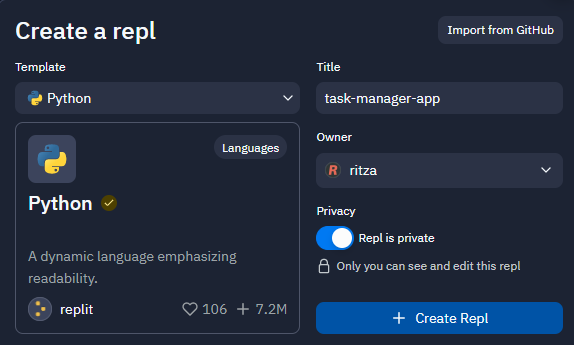 Create a repl
Import from GitHub
Template
Python
Languages
Python
A dynamic language emphasizing
readability.
replit
106
7.2M
Title
task-manager-app
Owner
R ritza
Privacy
Repl is private
Only you can see and edit this repl
+ Create Repl